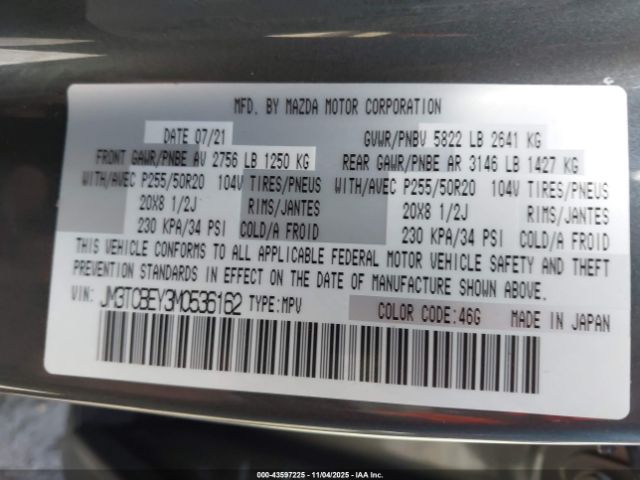 MFD. BY MAZDA MOTOR CORPORATION
DATE 07/21 GVWR/PNBV 5822 LB 2641 KG
FRONT GAWR/PNBE AV 2756 LB 1250 KG REAR GAWR/PNBE AR 3146 LB 1427 KG
WITH/AVEC P255/50R20 104V TIRES/PNEUS WITH/AVEC P255/50R20 104V TIRES/PNEUS
20X8 1/2J RIMS/JANTES 20X8 1/2J RIMS/JANTES
230 KPA/34 PSI COLD/A FROID 230 KPA/34 PSI COLD/A FROID
THIS VEHICLE CONFORMS TO ALL APPLICABLE FEDERAL MOTOR VEHICLE SAFETY AND THEFT
PREVENTION STANDARDS IN EFFECT ON THE DATE OF MANUFACTURE SHOWN ABOVE.
VIN: JM3TCBEY3M0536162 TYPE:MPV COLOR CODE:46G MADE IN JAPAN
000-43597225 - 11/04/2025 - IAAI.com